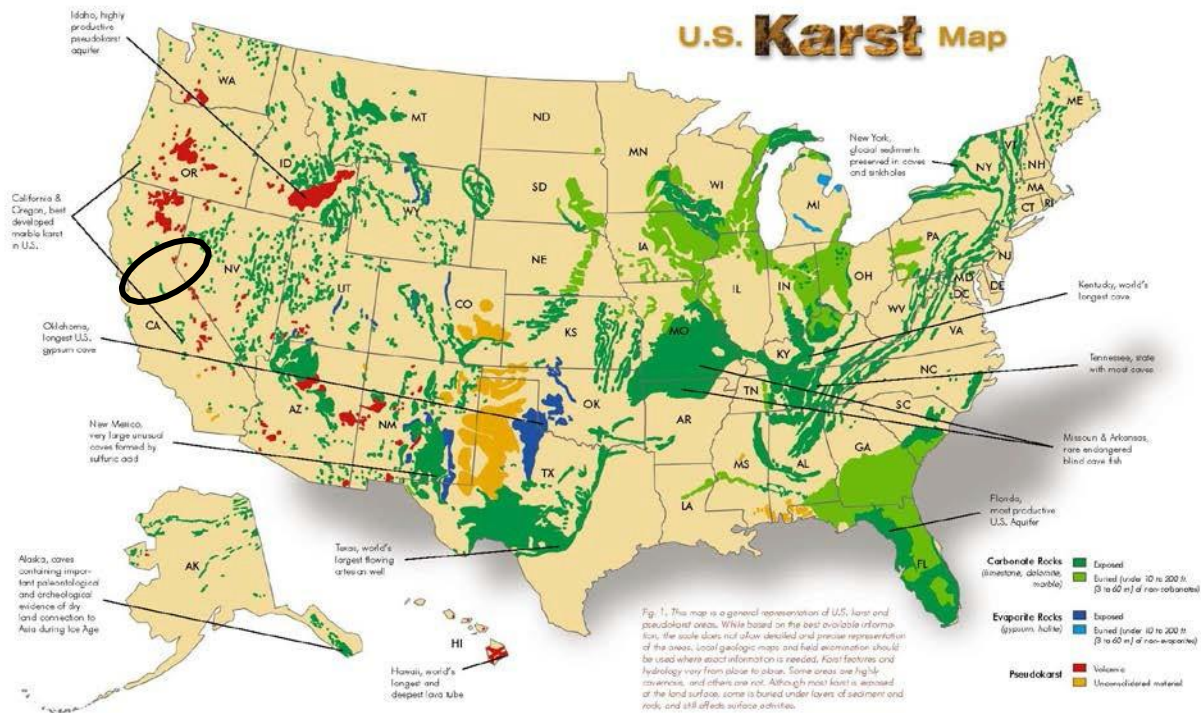 U.S. Karst Map
Idaho, highly
productive
pseudokarst
aquifer
California &
Oregon, best
developed
marble karst
in U.S.
Oklahoma,
longest U.S.
gypsum cave
New Mexico,
very large unusual
caves formed by
sulfuric acid
Alaska, caves
containing impor-
tant paleontological
and archeological
evidence of dry
land connection to
Asia during Ice Age
Texas, world's
largest flowing
artesian well
Hawaii, world's
longest and
deepest lava tube
New York,
glacial sediments
preserved in caves
and sinkholes
Kentucky, world's
longest cave
Tennessee, state
with most caves
Missouri & Arkansas,
rare endangered
blind cave fish
Florida,
most productive
U.S. Aquifer
WA
OR
ID
MT
ND
SD
MN
WI
MI
WY
NE
IA
NV
UT
CO
CA
AZ
NM
KS
MO
OK
TX
AR
LA
MS
AL
GA
FL
TN
KY
IL
IN
OH
WV
VA
NC
SC
PA
NY
VT
NH
ME
MA
CT
RI
NJ
DE
MD
DC
AK
HI
Fig. 1. This map is a general representation of U.S. karst and
pseudokarst areas. While based on the best available informa-
tion, the scale does not allow detailed and precise representation
of the areas. Local geologic maps and field examination should
be used where exact information is needed. Karst features and
hydrology vary from place to place. Some areas are highly
cavernous, and others are not. Although most karst is exposed
at the land surface, some is buried under layers of sediment and
rock, and still affects surface activities.
Carbonate Rocks
(limestone, dolomite,
marble)
Exposed
Buried (under 10 to 200 ft.
(3 to 60 m) of non-carbonates)
Evaporite Rocks
(gypsum, halite)
Exposed
Buried (under 10 to 200 ft
(3 to 60 m) of non-evaporites)
Pseudokarst
Volcanic
Unconsolidated material